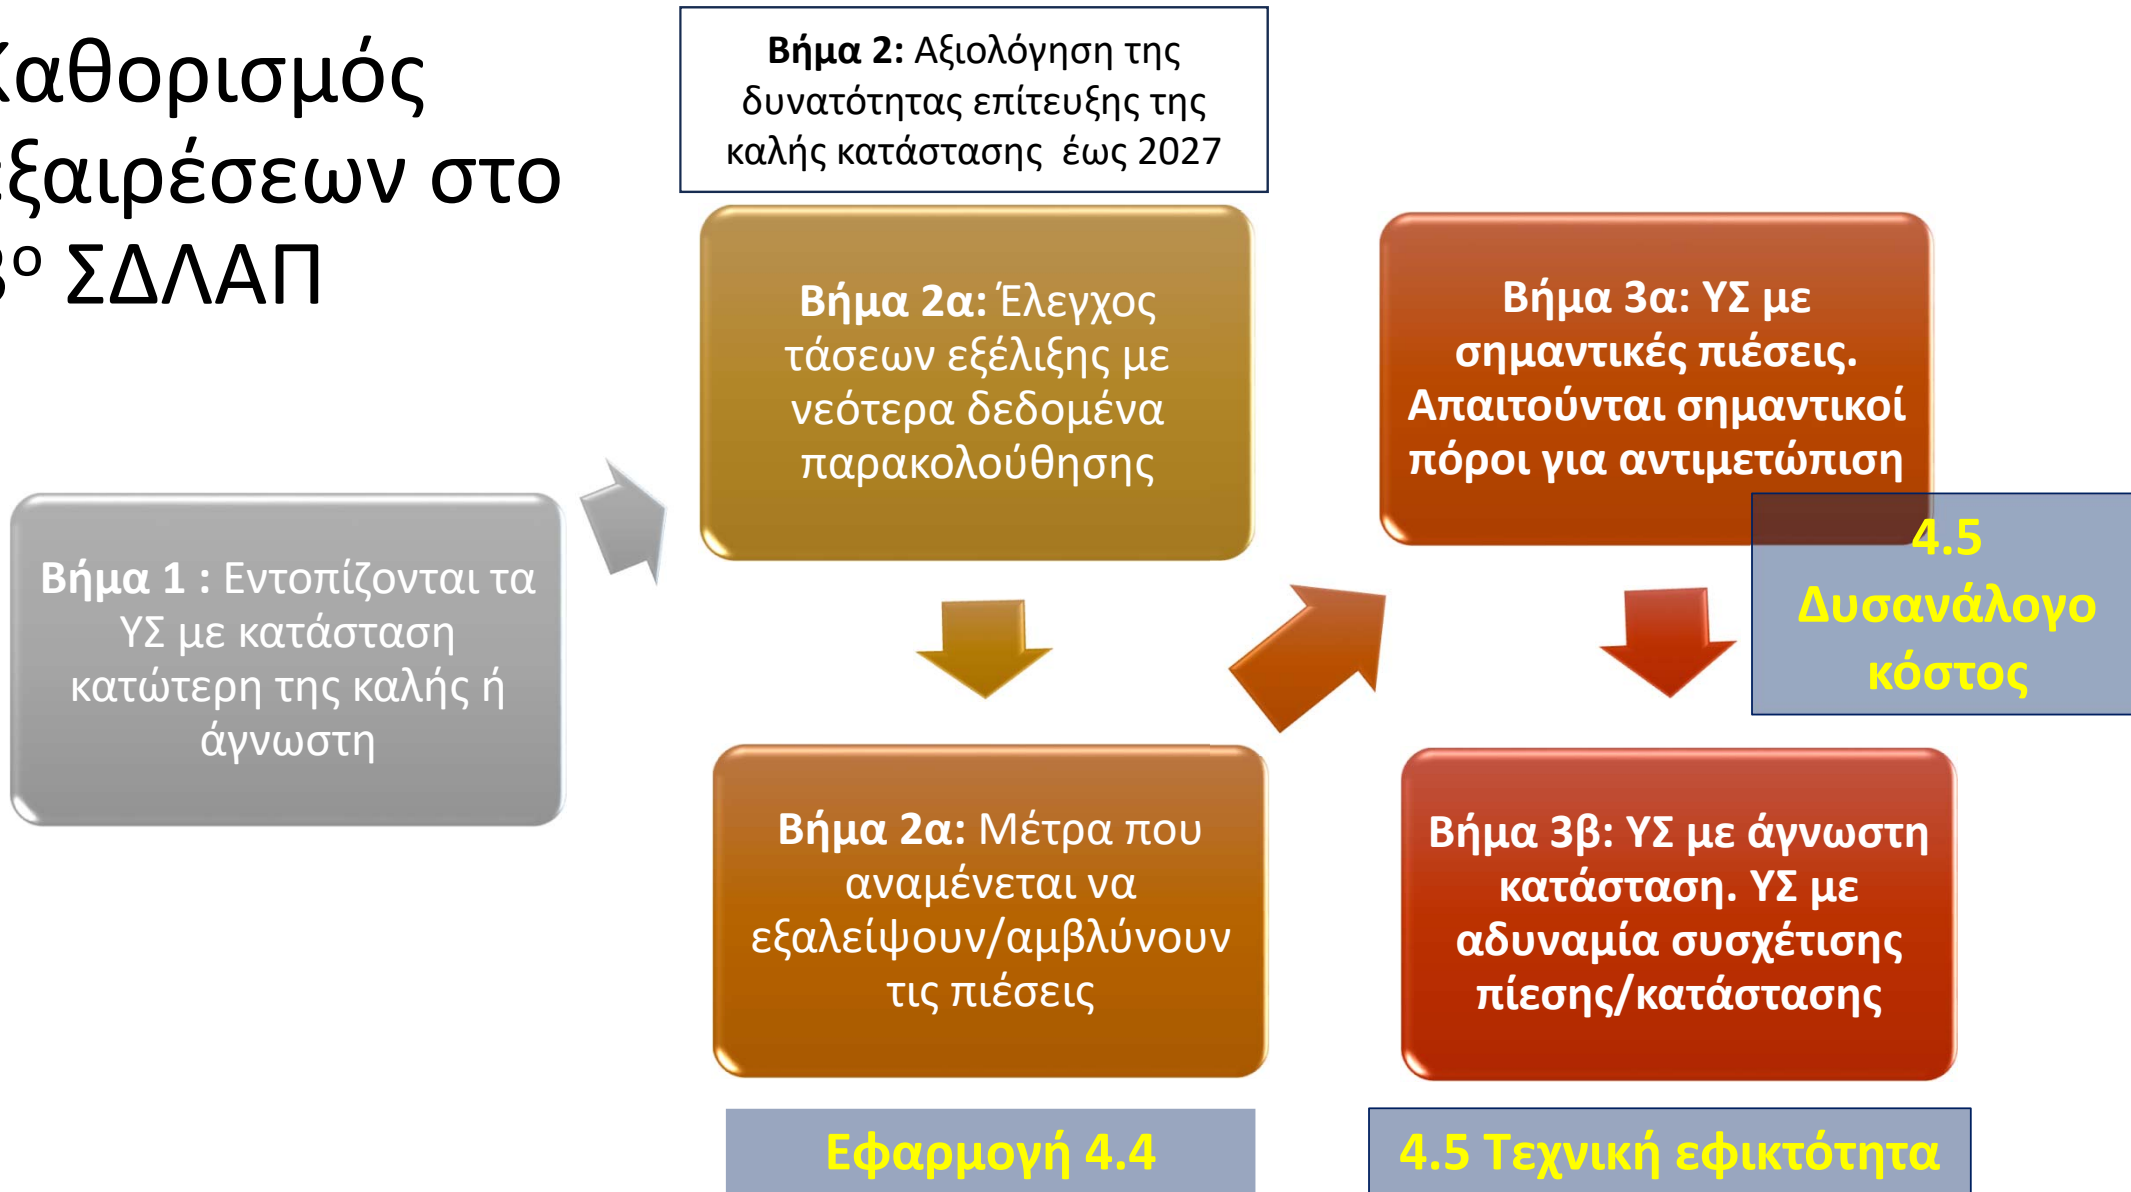 Καθορισμός
εξαιρέσεων στο
3ο ΣΔΛΑΠ
Βήμα 2: Αξιολόγηση της
δυνατότητας επίτευξης της
καλής κατάστασης έως 2027
Βήμα 1 : Εντοπίζονται τα
ΥΣ με κατάσταση
κατώτερη της καλής ή
άγνωστη
Βήμα 2α: Έλεγχος
τάσεων εξέλιξης με
νεότερα δεδομένα
παρακολούθησης
Βήμα 2α: Μέτρα που
αναμένεται να
εξαλείψουν/αμβλύνουν
τις πιέσεις
Εφαρμογή 4.4
Βήμα 3α: ΥΣ με
σημαντικές πιέσεις.
Απαιτούνται σημαντικοί
πόροι για αντιμετώπιση
4.5
Δυσανάλογο
κόστος
Βήμα 3β: ΥΣ με άγνωστη
κατάσταση. ΥΣ με
αδυναμία συσχέτισης
πίεσης/κατάστασης
4.5 Τεχνική εφικτότητα